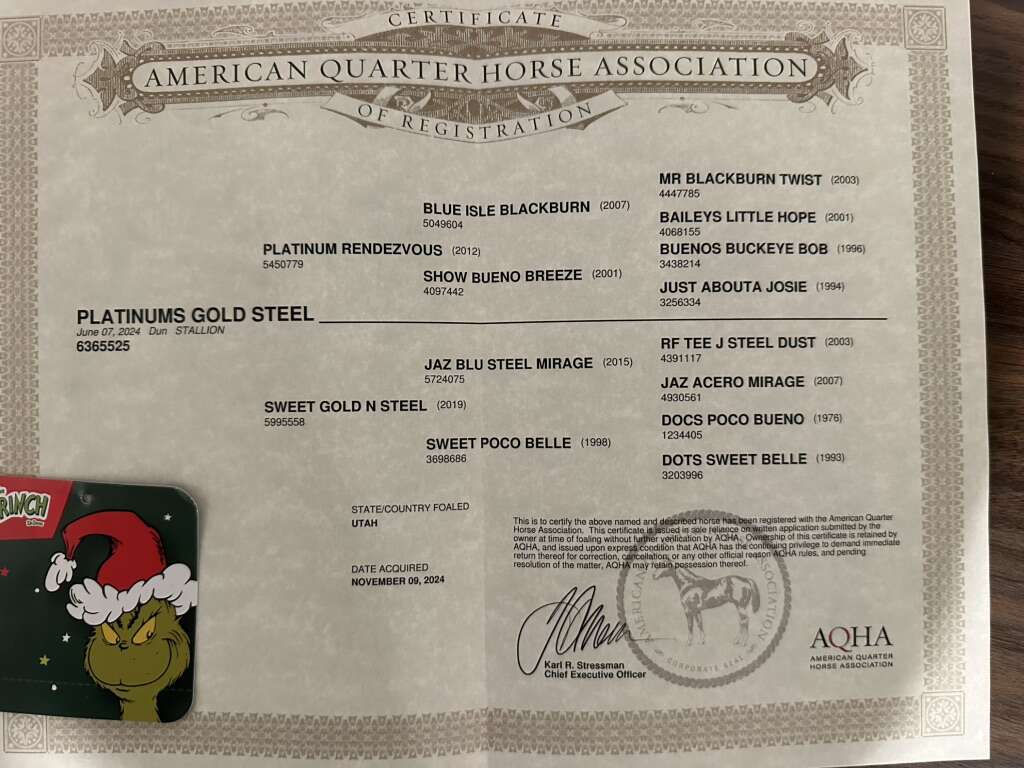 CERTIFICATE
AMERICAN QUARTER HORSE ASSOCIATION
OF REGISTRATION
MR BLACKBURN TWIST (2003)
4447785
BLUE ISLE BLACKBURN (2007)
5049604
BAILEYS LITTLE HOPE (2001)
4068155
PLATINUM RENDEZVOUS (2012)
5450779
BUENOS BUCKEYE BOB (1996)
3438214
SHOW BUENO BREEZE (2001)
4097442
JUST ABOUTA JOSIE (1994)
3256334
PLATINUMS GOLD STEEL
June 07, 2024 Dun STALLION
6365525
RF TEE J STEEL DUST (2003)
4391117
JAZ BLU STEEL MIRAGE (2015)
5724075
JAZ ACERO MIRAGE (2007)
4930561
SWEET GOLD N STEEL (2019)
5995558
DOCS POCO BUENO (1976)
1234405
SWEET POCO BELLE (1998)
3698686
DOTS SWEET BELLE (1993)
3203996
STATE/COUNTRY FOALED
UTAH
DATE ACQUIRED
NOVEMBER 09, 2024
This is to certify the above named and described horse has been registered with the American Quarter
Horse Association. This certificate is issued in sole reliance on written application submitted by the
owner at time of foaling without further verification by AQHA. Ownership of this certificate is retained by
AQHA, and issued upon express condition that AQHA has the continuing privilege to demand immediate
return thereof for correction, cancellation, or any other official reason AQHA rules, and pending
resolution of the matter, AQHA may retain possession thereof.
AMERICAN ASSOCIATION
CORPORATE SEAL
Karl R. Stressman
Chief Executive Officer
AQHA
AMERICAN QUARTER
HORSE ASSOCIATION
RINCH